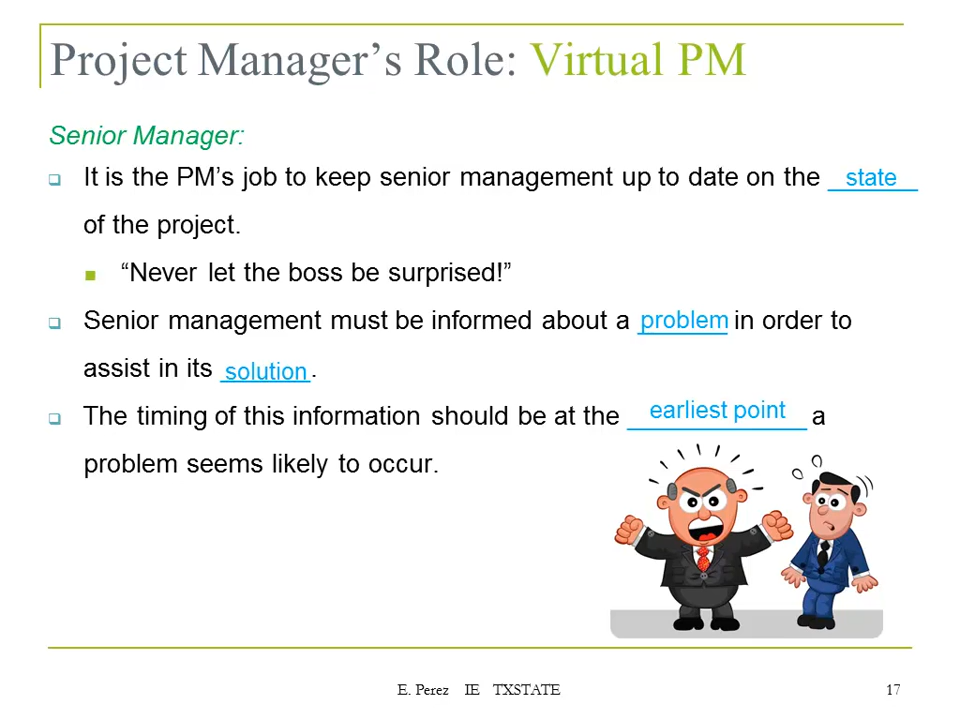 Project Manager's Role: Virtual PM
Senior Manager:
It is the PM's job to keep senior management up to date on the state
of the project.
“Never let the boss be surprised!”
Senior management must be informed about a problem in order to
assist in its solution.
The timing of this information should be at the earliest point a
problem seems likely to occur.
E. Perez IE TXSTATE 17